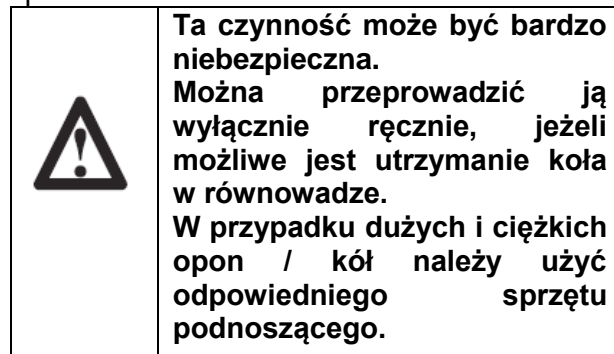 Ta czynność może być bardzo
niebezpieczna.
Można przeprowadzić ją
wyłącznie ręcznie, jeżeli
możliwe jest utrzymanie koła
w równowadze.
W przypadku dużych i ciężkich
opon / kół należy użyć
odpowiedniego sprzętu
podnoszącego.